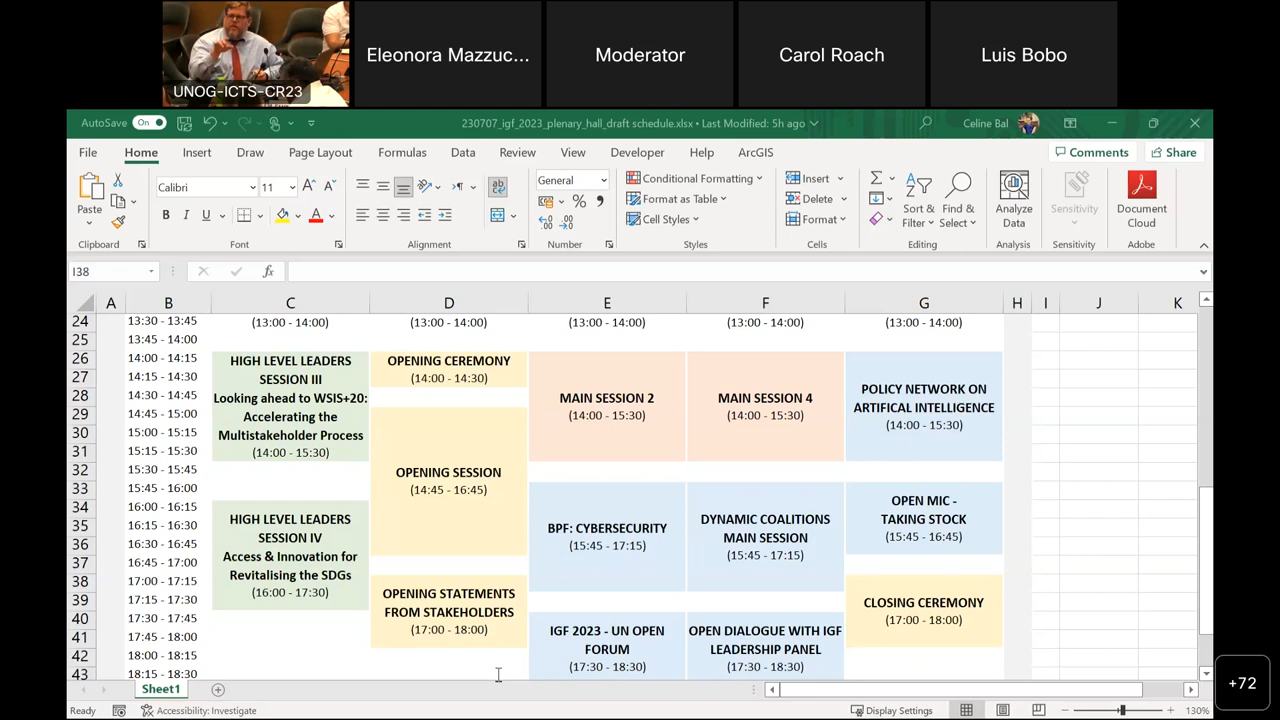 UNOG-ICTS-CR23
Eleonora Mazzuc...
Moderator
Carol Roach
Luis Bobo
AutoSave On
230707_igf_2023_plenary_hall_draft schedule.xlsx • Last Modified: 5h ago
Celine Bal
File Home Insert Draw Page Layout Formulas Data Review View Developer Help ArcGIS
Comments Share
Paste
Calibri 11
General
Conditional Formatting
Format as Table
Cell Styles
Insert
Delete
Format
Sort & Filter
Find & Select
Analyze Data
Sensitivity
Document Cloud
Clipboard Font Alignment Number Styles Cells Editing Analysis Sensitivity Adobe
I38
fx
A B C D E F G H I J K
24 13:30 - 13:45 (13:00 - 14:00) (13:00 - 14:00) (13:00 - 14:00) (13:00 - 14:00) (13:00 - 14:00)
25 13:45 - 14:00
26 14:00 - 14:15
27 14:15 - 14:30
28 14:30 - 14:45
29 14:45 - 15:00
30 15:00 - 15:15
31 15:15 - 15:30
32 15:30 - 15:45
33 15:45 - 16:00
34 16:00 - 16:15
35 16:15 - 16:30
36 16:30 - 16:45
37 16:45 - 17:00
38 17:00 - 17:15
39 17:15 - 17:30
40 17:30 - 17:45
41 17:45 - 18:00
42 18:00 - 18:15
43 18:15 - 18:30
HIGH LEVEL LEADERS
SESSION III
Looking ahead to WSIS+20:
Accelerating the
Multistakeholder Process
(14:00 - 15:30)
HIGH LEVEL LEADERS
SESSION IV
Access & Innovation for
Revitalising the SDGs
(16:00 - 17:30)
OPENING CEREMONY
(14:00 - 14:30)
OPENING SESSION
(14:45 - 16:45)
OPENING STATEMENTS
FROM STAKEHOLDERS
(17:00 - 18:00)
MAIN SESSION 2
(14:00 - 15:30)
BPF: CYBERSECURITY
(15:45 - 17:15)
IGF 2023 - UN OPEN
FORUM
(17:30 - 18:30)
MAIN SESSION 4
(14:00 - 15:30)
DYNAMIC COALITIONS
MAIN SESSION
(15:45 - 17:15)
OPEN DIALOGUE WITH IGF
LEADERSHIP PANEL
(17:30 - 18:30)
POLICY NETWORK ON
ARTIFICAL INTELLIGENCE
(14:00 - 15:30)
OPEN MIC -
TAKING STOCK
(15:45 - 16:45)
CLOSING CEREMONY
(17:00 - 18:00)
Sheet1
+72
Ready Accessibility: Investigate Display Settings 130%